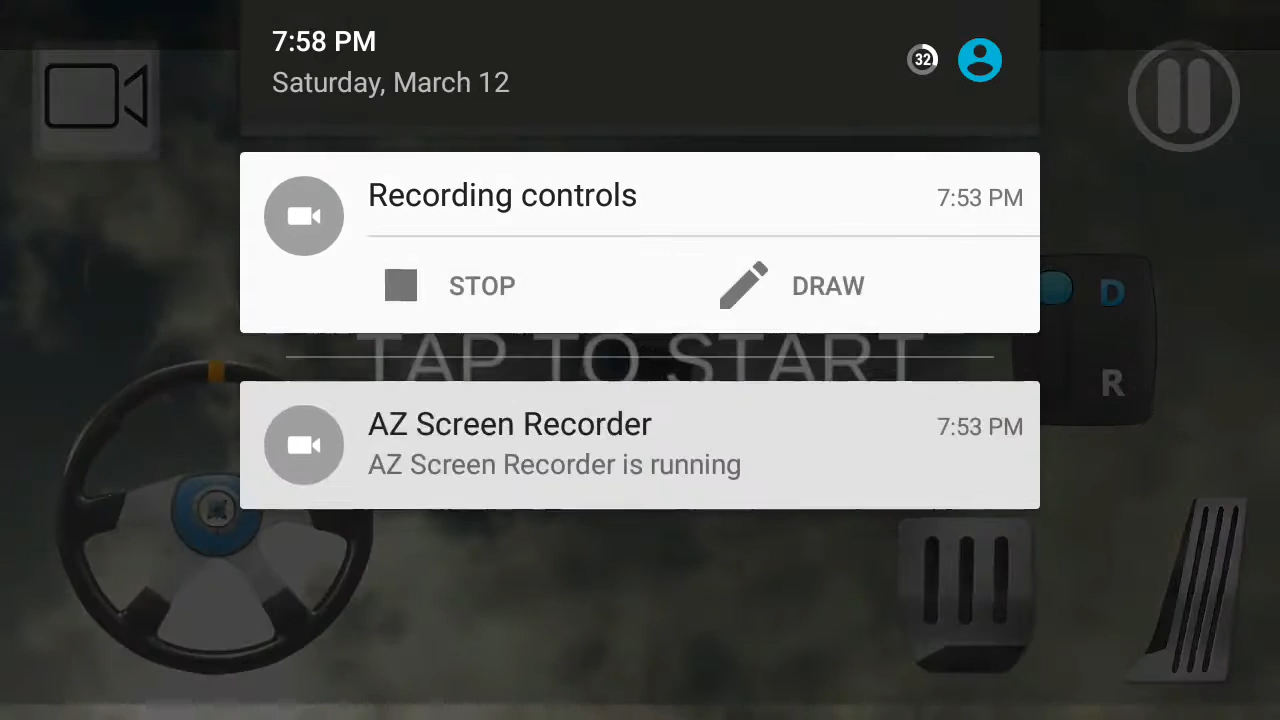 7:58 PM
Saturday, March 12
32
Recording controls
7:53 PM
STOP
DRAW
D
TAP TO START
R
AZ Screen Recorder
7:53 PM
AZ Screen Recorder is running